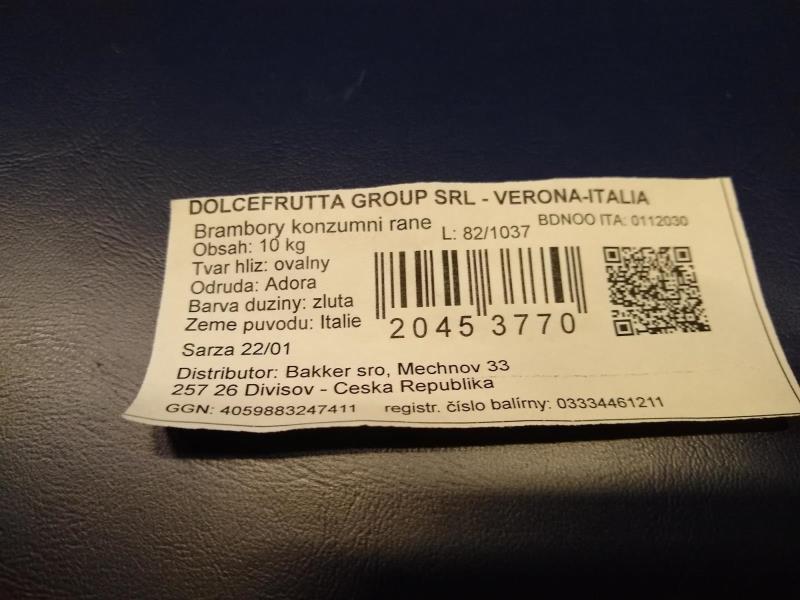 DOLCEFRUTTA GROUP SRL - VERONA-ITALIA
Brambory konzumni rane L: 82/1037 BDNOO ITA: 0112030
Obsah: 10 kg
Tvar hliz: ovalny
Odruda: Adora
Barva duziny: zluta
Zeme puvodu: Italie
20453770
Sarza 22/01
Distributor: Bakker sro, Mechnov 33
257 26 Divisov - Ceska Republika
GGN: 4059883247411 registr. číslo balírny: 03334461211